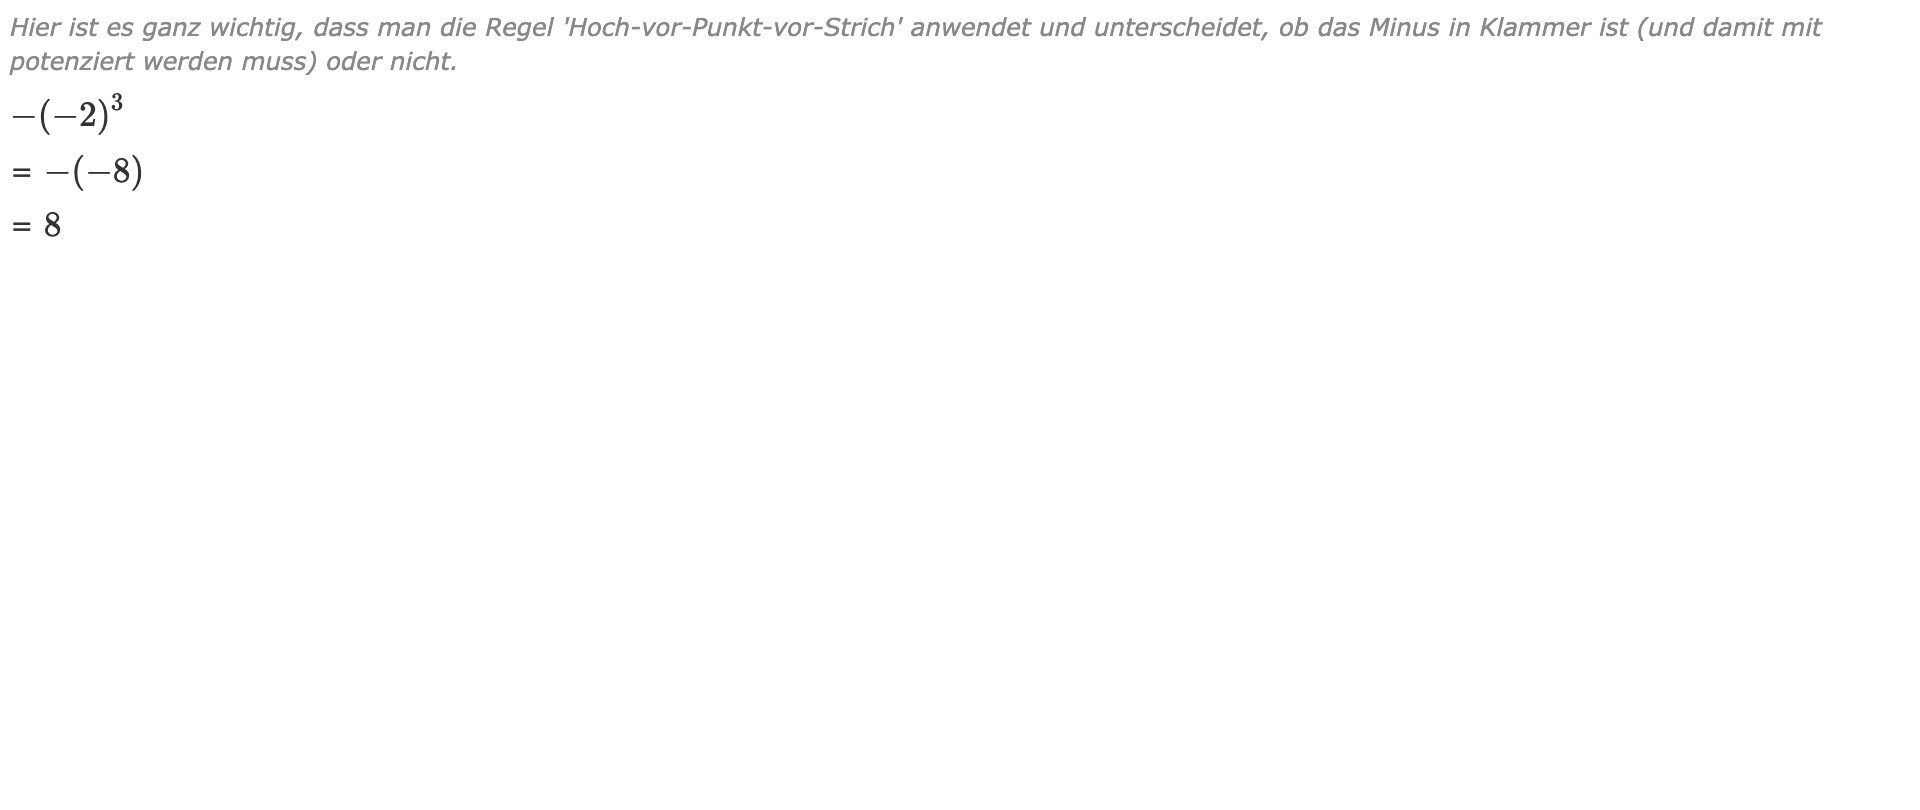 Hier ist es ganz wichtig, dass man die Regel 'Hoch-vor-Punkt-vor-Strich' anwendet und unterscheidet, ob das Minus in Klammer ist (und damit mit
potenziert werden muss) oder nicht.
−(−2)³
= −(−8)
= 8